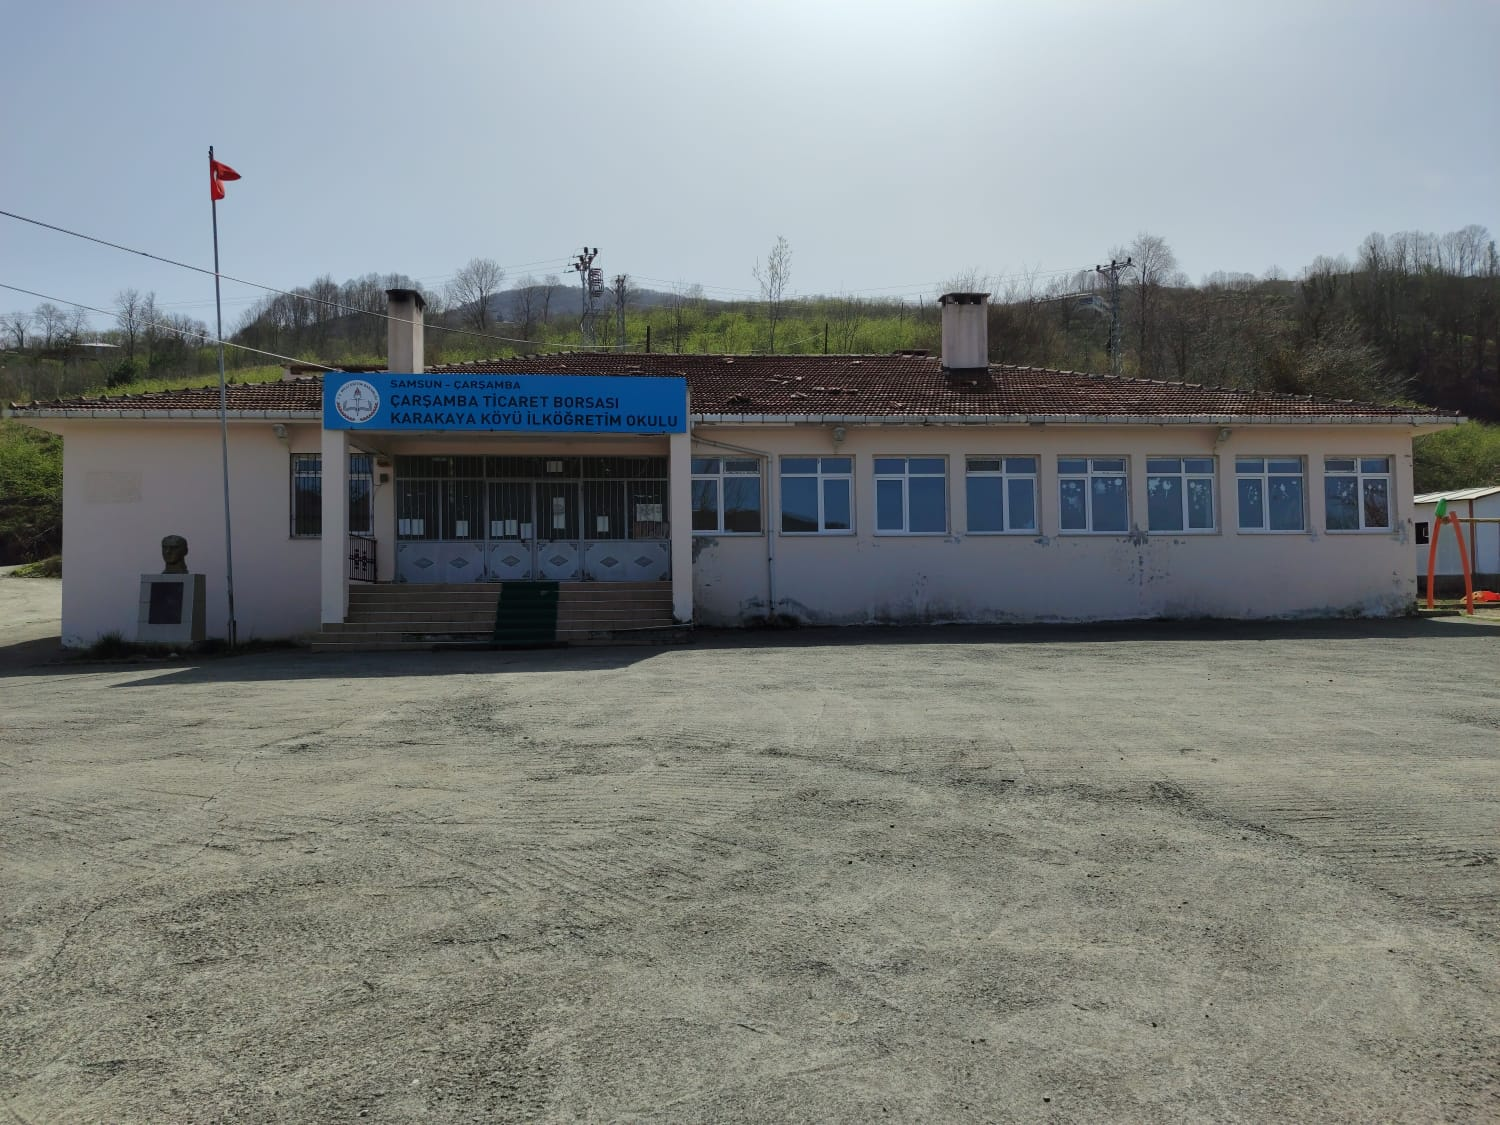 SAMSUN - ÇARŞAMBA
ÇARŞAMBA TİCARET BORSASI
KARAKAYA KÖYÜ İLKÖĞRETİM OKULU